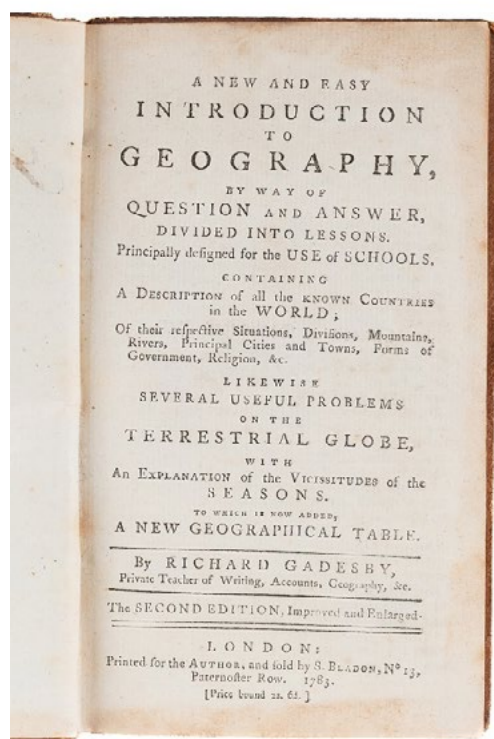 A NEW AND EASY
INTRODUCTION
TO
GEOGRAPHY,
BY WAY OF
QUESTION AND ANSWER,
DIVIDED INTO LESSONS.
Principally deſigned for the USE of SCHOOLS.
CONTAINING
A DESCRIPTION of all the KNOWN COUNTRIES
in the WORLD;
Of their reſpective Situations, Diviſions, Mountains,
Rivers, Principal Cities and Towns, Forms of
Government, Religion, &c.
LIKEWISE
SEVERAL USEFUL PROBLEMS
ON THE
TERRESTRIAL GLOBE,
WITH
An EXPLANATION of the VICISSITUDES of the
SEASONS.
TO WHICH IS NOW ADDED,
A NEW GEOGRAPHICAL TABLE.
By RICHARD GADESBY,
Private Teacher of Writing, Accounts, Geography, &c.
The SECOND EDITION, Improved and Enlarged.
LONDON:
Printed for the AUTHOR, and ſold by S. BLADON, Nº 13,
Paternoſter Row. 1783.
[Price bound 2s. 6d.]